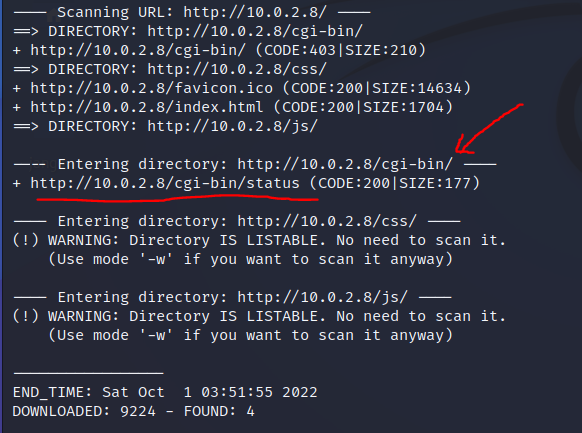 ---- Scanning URL: http://10.0.2.8/ ----
==> DIRECTORY: http://10.0.2.8/cgi-bin/
+ http://10.0.2.8/cgi-bin/ (CODE:403|SIZE:210)
==> DIRECTORY: http://10.0.2.8/css/
+ http://10.0.2.8/favicon.ico (CODE:200|SIZE:14634)
+ http://10.0.2.8/index.html (CODE:200|SIZE:1704)
==> DIRECTORY: http://10.0.2.8/js/
---- Entering directory: http://10.0.2.8/cgi-bin/ ----
+ http://10.0.2.8/cgi-bin/status (CODE:200|SIZE:177)
---- Entering directory: http://10.0.2.8/css/ ----
(!) WARNING: Directory IS LISTABLE. No need to scan it.
(Use mode '-w' if you want to scan it anyway)
---- Entering directory: http://10.0.2.8/js/ ----
(!) WARNING: Directory IS LISTABLE. No need to scan it.
(Use mode '-w' if you want to scan it anyway)
-----------------
END_TIME: Sat Oct  1 03:51:55 2022
DOWNLOADED: 9224 - FOUND: 4